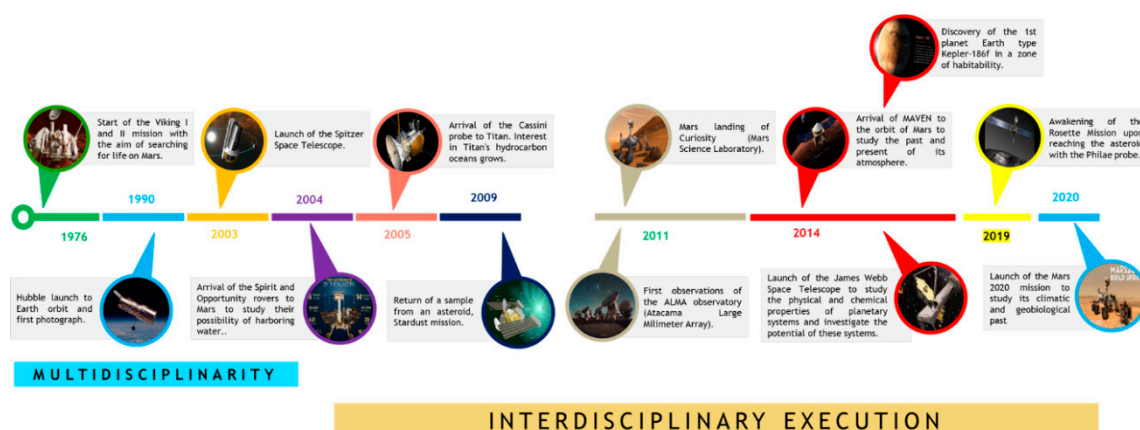 Discovery of the 1st
planet Earth type
Kepler-186f in a zone
of habitability.
Start of the Viking I
and II mission with
the aim of searching
for life on Mars.
Launch of the Spitzer
Space Telescope.
Arrival of the Cassini
probe to Titan. Interest
in Titan's hydrocarbon
oceans grows.
Mars landing of
Curiosity (Mars
Science Laboratory).
Arrival of MAVEN to
the orbit of Mars to
study the past and
present of its
atmosphere.
Awakening of the
Rosette Mission upon
reaching the asteroid
with the Philae probe.
1990
2004
2009
2020
1976
2003
2005
2011
2014
2019
Hubble launch to
Earth orbit and
first photograph.
Arrival of the Spirit and
Opportunity rovers to
Mars to study their
possibility of harboring
water..
Return of a sample
from an asteroid,
Stardust mission.
First observations of
the ALMA observatory
(Atacama Large
Milimeter Array).
Launch of the James Webb
Space Telescope to study
the physical and chemical
properties of planetary
systems and investigate the
potential of these systems.
Launch of the Mars
2020 mission to
study its climatic
and geobiological
past
BUILD UPDATE
MULTIDISCIPLINARITY
INTERDISCIPLINARY EXECUTION